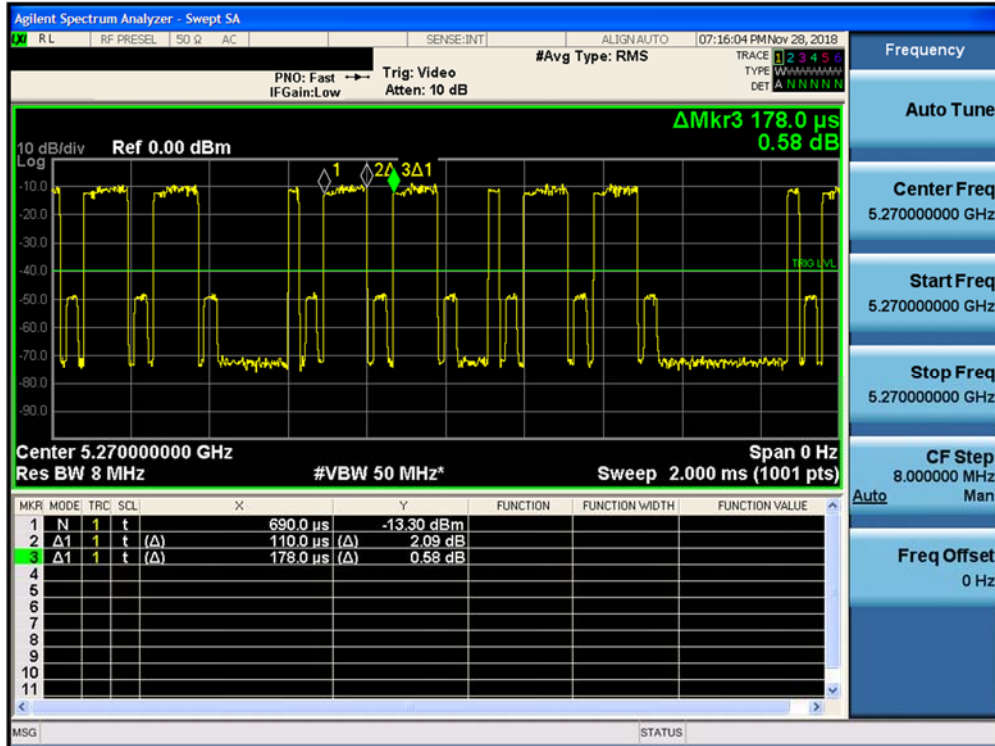 Agilent Spectrum Analyzer - Swept SA
LXI RL RF PRESEL 50 Ω AC SENSE:INT ALIGN AUTO 07:16:04 PM Nov 28, 2018
#Avg Type: RMS
TRACE 1 2 3 4 5 6
PNO: Fast Trig: Video
TYPE WWWWWW
IFGain:Low Atten: 10 dB
DET A N N N N N
ΔMkr3 178.0 µs
0.58 dB
10 dB/div Ref 0.00 dBm
Log
1 2Δ 3Δ1
-10.0
-20.0
-30.0
-40.0
TRIG LVL
-50.0
-60.0
-70.0
-80.0
-90.0
Center 5.270000000 GHz Span 0 Hz
Res BW 8 MHz #VBW 50 MHz* Sweep 2.000 ms (1001 pts)
MKR MODE TRC SCL X Y FUNCTION FUNCTION WIDTH FUNCTION VALUE
1 N 1 t 690.0 µs -13.30 dBm
2 Δ1 1 t (Δ) 110.0 µs (Δ) 2.09 dB
3 Δ1 1 t (Δ) 178.0 µs (Δ) 0.58 dB
4
5
6
7
8
9
10
11
MSG STATUS
Frequency
Auto Tune
Center Freq
5.270000000 GHz
Start Freq
5.270000000 GHz
Stop Freq
5.270000000 GHz
CF Step
8.000000 MHz
Auto Man
Freq Offset
0 Hz